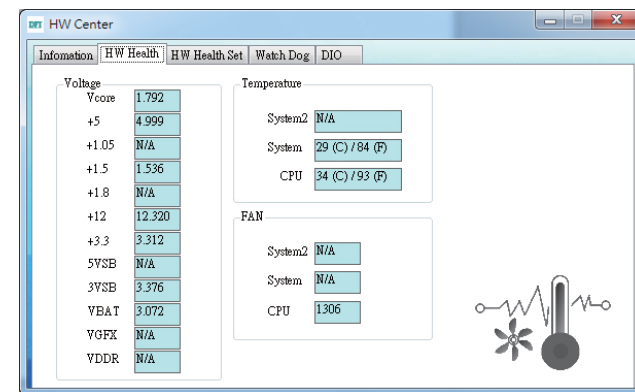 DFI HW Center
Infomation HW Health HW Health Set Watch Dog DIO
Voltage
Vcore 1.792
+5 4.999
+1.05 N/A
+1.5 1.536
+1.8 N/A
+12 12.320
+3.3 3.312
5VSB N/A
3VSB 3.376
VBAT 3.072
VGFX N/A
VDDR N/A
Temperature
System2 N/A
System 29 (C) / 84 (F)
CPU 34 (C) / 93 (F)
FAN
System2 N/A
System N/A
CPU 1306